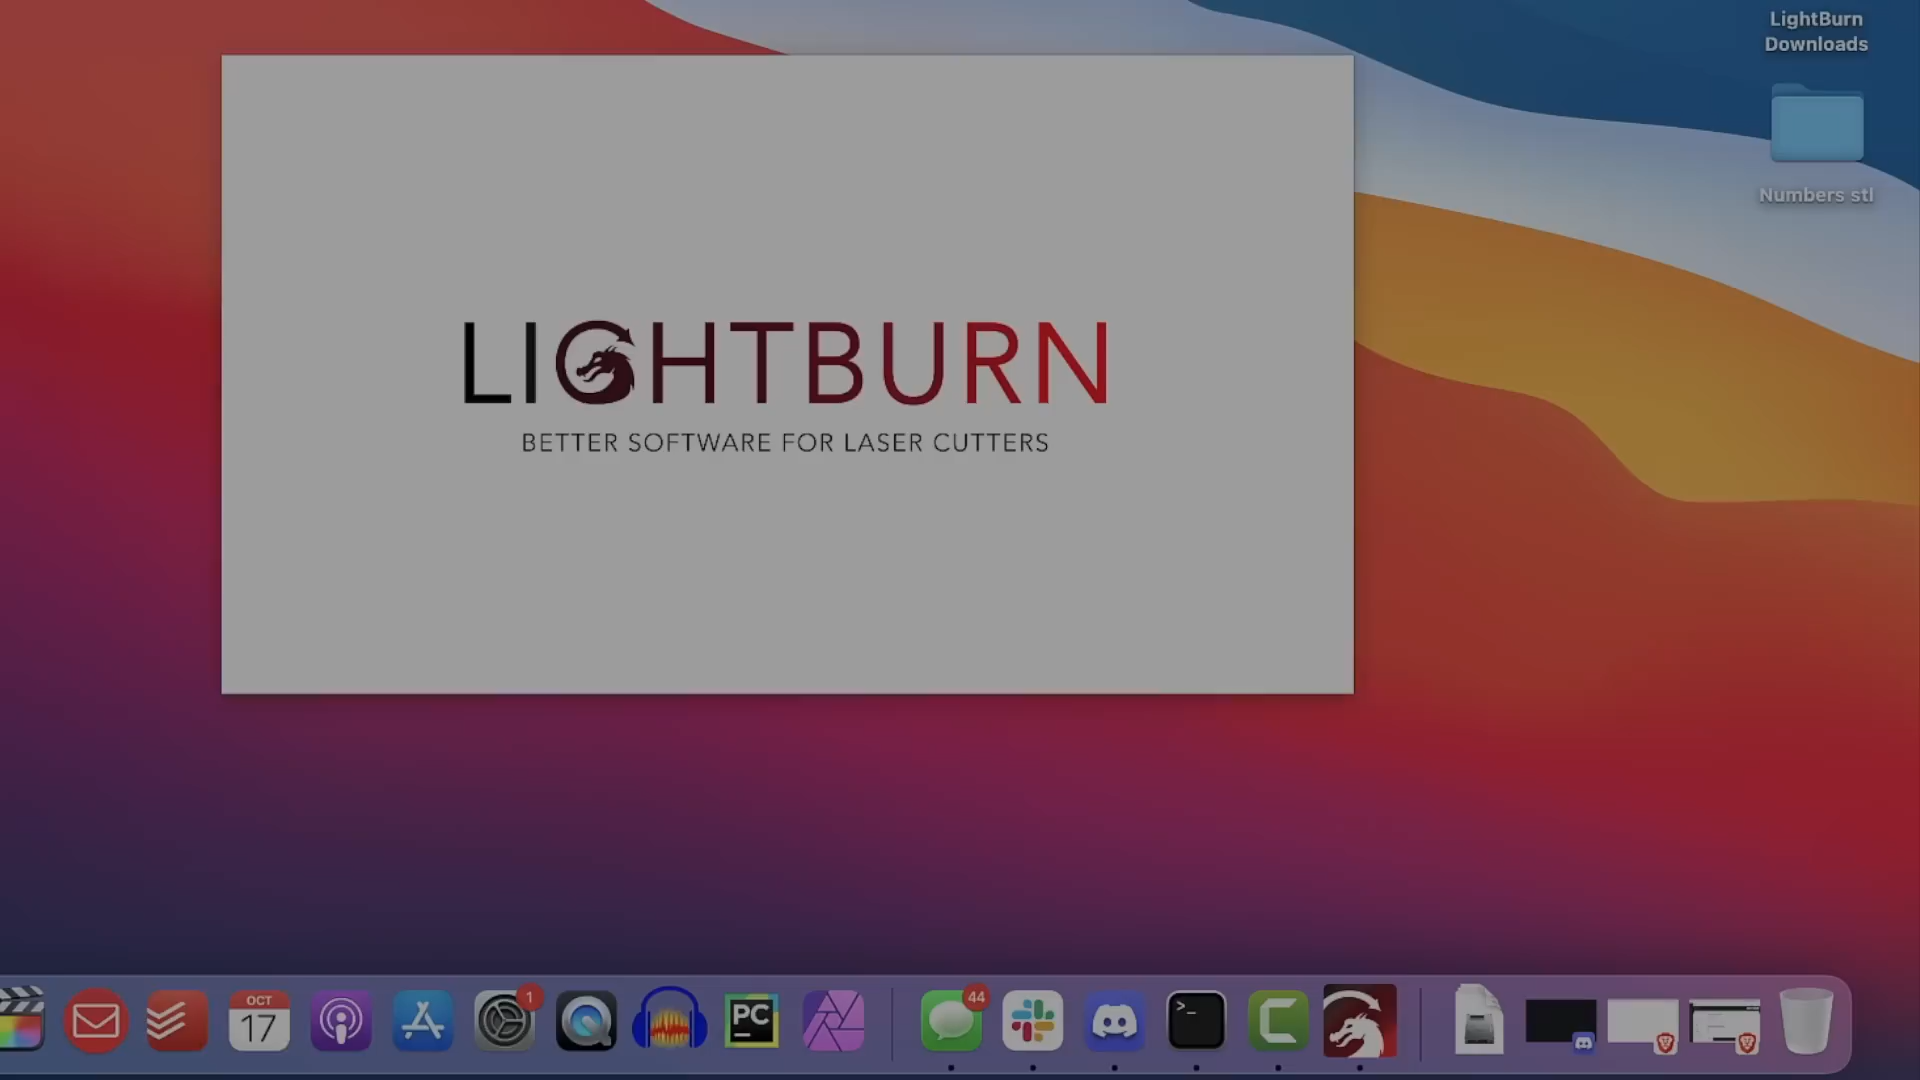 LightBurn
Downloads
Numbers stl
LIGHTBURN
BETTER SOFTWARE FOR LASER CUTTERS
OCT
17
1
PC
44
>_